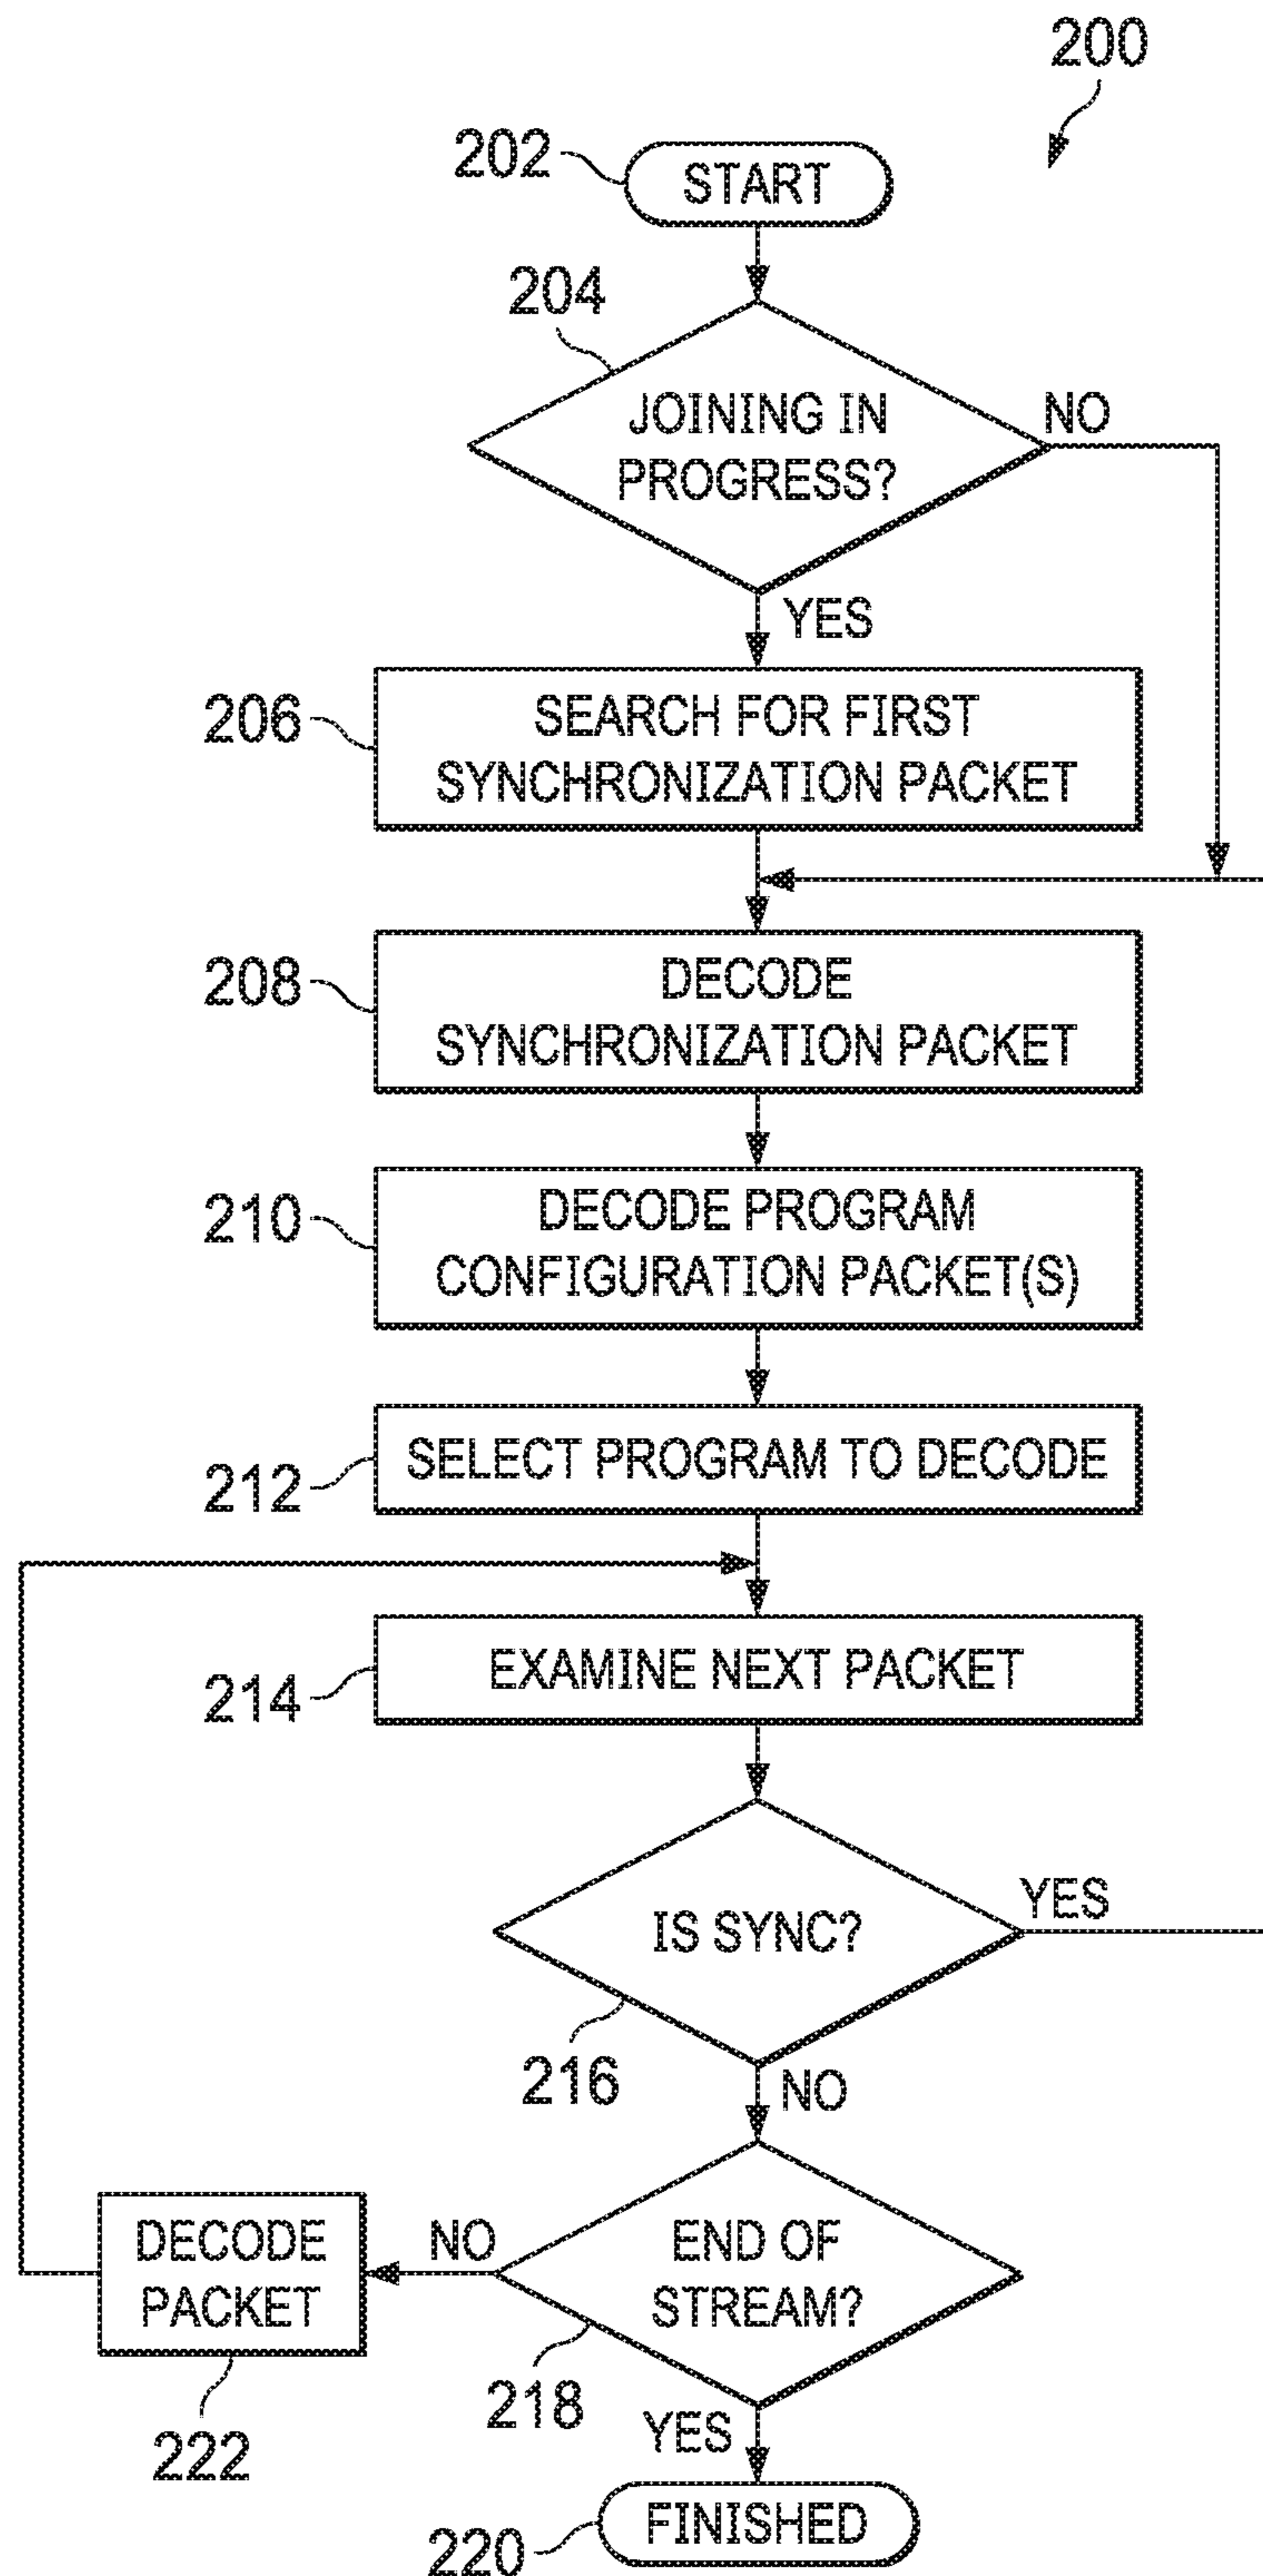 200
202
START
204
JOINING IN
PROGRESS?
NO
YES
206
SEARCH FOR FIRST
SYNCHRONIZATION PACKET
208
DECODE
SYNCHRONIZATION PACKET
210
DECODE PROGRAM
CONFIGURATION PACKET(S)
212
SELECT PROGRAM TO DECODE
214
EXAMINE NEXT PACKET
IS SYNC?
YES
216
NO
DECODE
PACKET
NO
END OF
STREAM?
218
222
YES
220
FINISHED